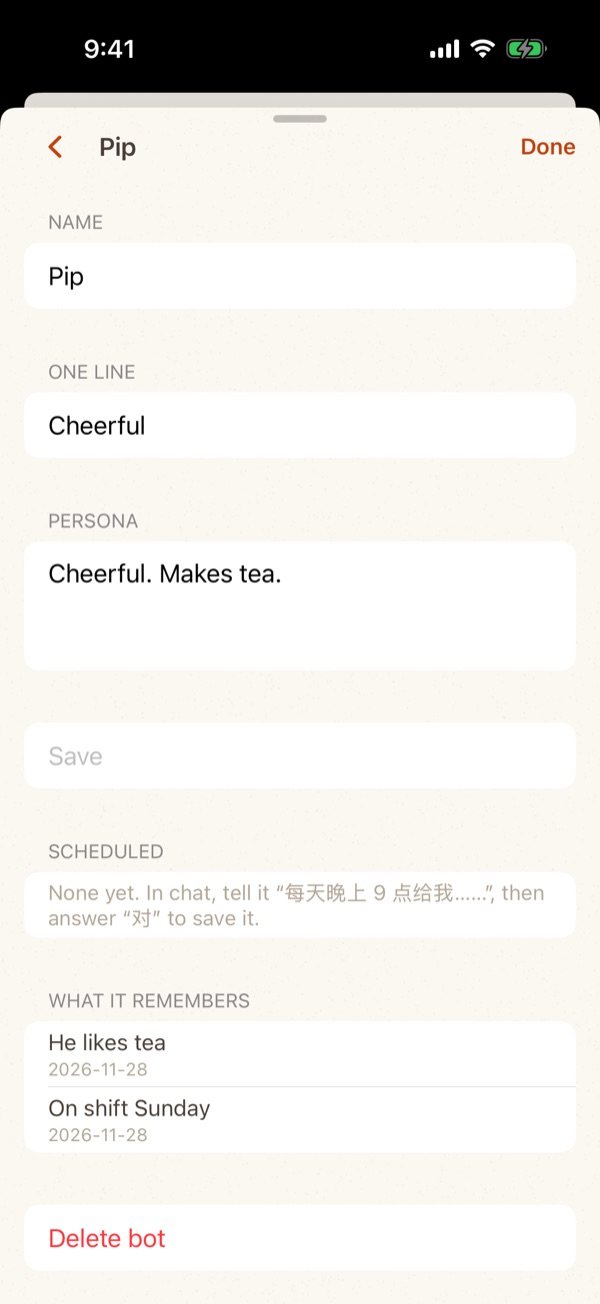 9:41
Pip
Done
NAME
Pip
ONE LINE
Cheerful
PERSONA
Cheerful. Makes tea.
Save
SCHEDULED
None yet. In chat, tell it “每天晚上 9 点给我……”, then
answer “对” to save it.
WHAT IT REMEMBERS
He likes tea
2026-11-28
On shift Sunday
2026-11-28
Delete bot